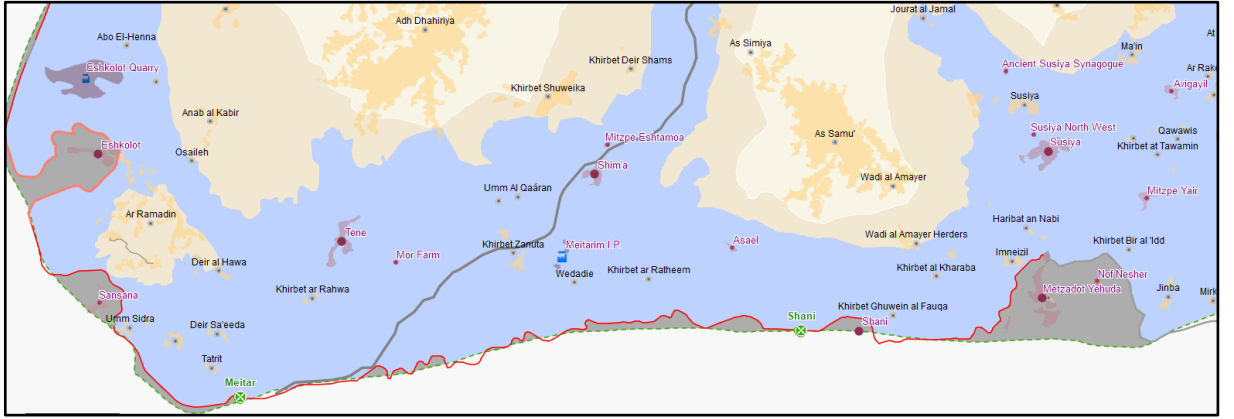 Jourat al Jamal
Adh Dhahiriya
Abo El-Henna
As Simiya
Ma'in
At
Khirbet Deir Shams
Eshkolot Quarry
Ancient Susiya Synagogue
Ar Rake
Khirbet Shuweika
Avigayil
Susiya
Anab al Kabir
Mitzpe Eshtamoa
As Samu'
Susiya North West
Qawawis
Eshkolot
Susiya
Khirbet at Tawamin
Osaileh
Shim'a
Wadi al Amayer
Umm Al Qaáran
Mitzpe Yair
Ar Ramadin
Haribat an Nabi
Tene
Wadi al Amayer Herders
Khirbet Zanuta
Meitarim I.P.
Asael
Khirbet Bir al 'Idd
Mor Farm
Imneizil
Deir al Hawa
Wedadie
Khirbet ar Ratheem
Khirbet al Kharaba
Nof Nesher
Khirbet ar Rahwa
Metzadot Yehuda
Jinba
Mirk
Sansana
Khirbet Ghuwein al Fauqa
Umm Sidra
Shani
Shani
Deir Sa'eeda
Tatrit
Meitar